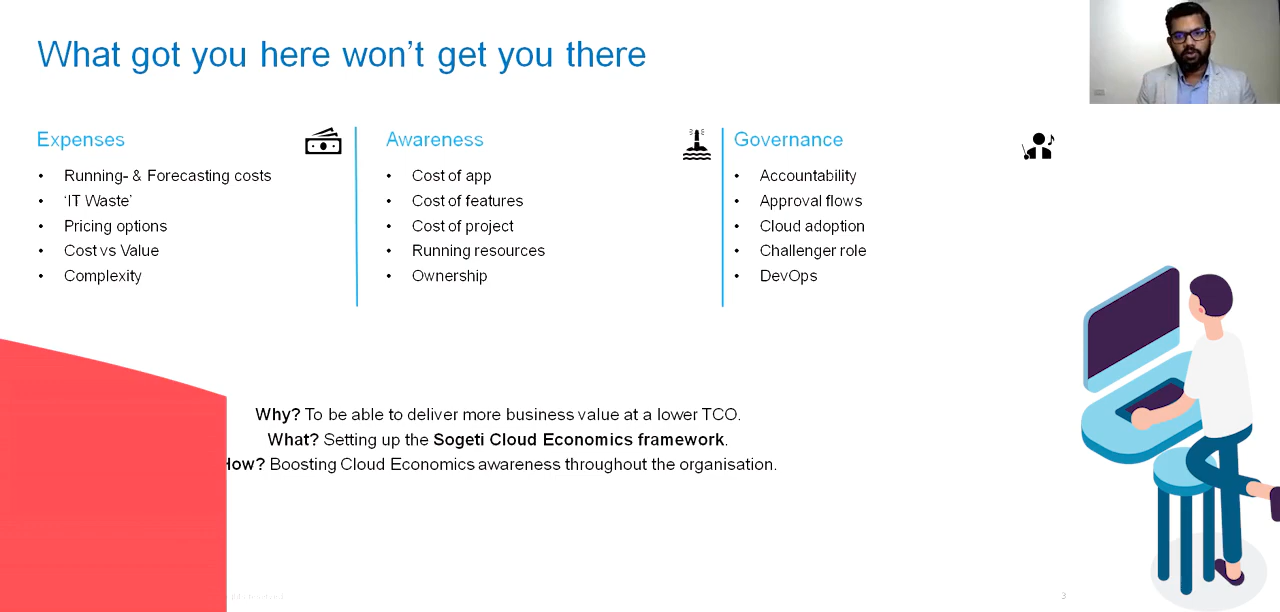 What got you here won’t get you there
Expenses
• Running- & Forecasting costs
• ‘IT Waste’
• Pricing options
• Cost vs Value
• Complexity
Awareness
• Cost of app
• Cost of features
• Cost of project
• Running resources
• Ownership
Governance
• Accountability
• Approval flows
• Cloud adoption
• Challenger role
• DevOps
Why? To be able to deliver more business value at a lower TCO.
What? Setting up the Sogeti Cloud Economics framework.
How? Boosting Cloud Economics awareness throughout the organisation.
3